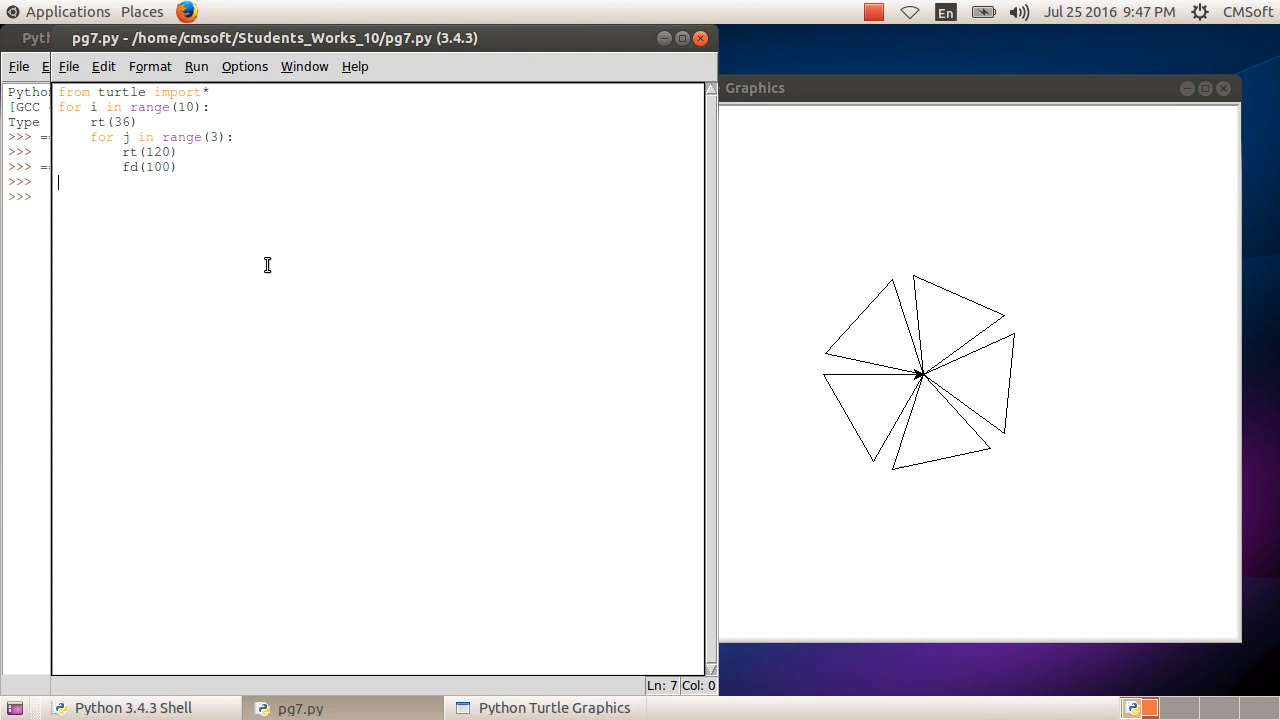 Applications Places En Jul 25 2016 9:47 PM CMSoft
Pyth
pg7.py - /home/cmsoft/Students_Works_10/pg7.py (3.4.3)
File E
File Edit Format Run Options Window Help
Graphics
Python
[GCC
Type
>>> ==
>>>
>>> ==
>>>
>>>
from turtle import*
for i in range(10):
    rt(36)
    for j in range(3):
        rt(120)
        fd(100)
Ln: 7 Col: 0
Python 3.4.3 Shell
pg7.py
Python Turtle Graphics